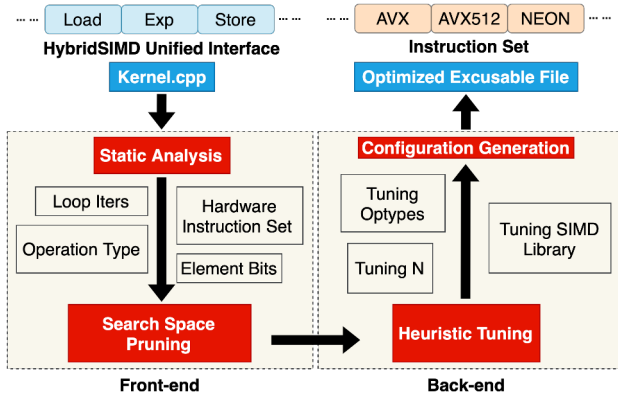 ... ... Load Exp Store ... ...
HybridSIMD Unified Interface
Kernel.cpp
Static Analysis
Loop Iters
Operation Type
Hardware
Instruction Set
Element Bits
Search Space
Pruning
Front-end
... ... AVX AVX512 NEON ... ...
Instruction Set
Optimized Excusable File
Configuration Generation
Tuning
Optypes
Tuning N
Tuning SIMD
Library
Heuristic Tuning
Back-end